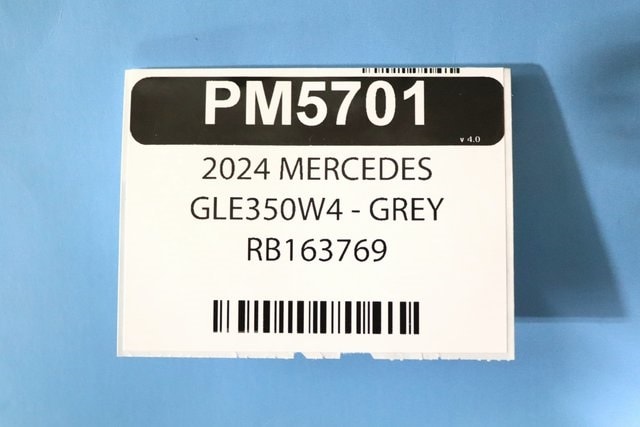 PM5701
v 4.0
2024 MERCEDES
GLE350W4 - GREY
RB163769